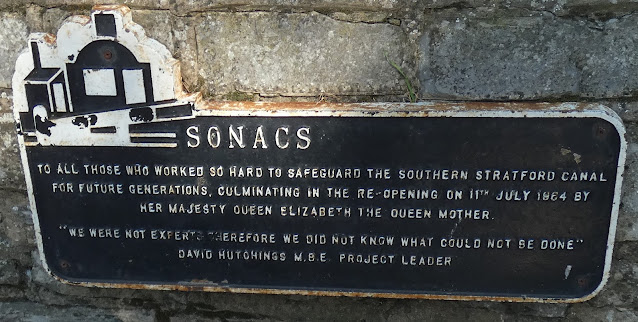 SONACS
TO ALL THOSE WHO WORKED SO HARD TO SAFEGUARD THE SOUTHERN STRATFORD CANAL
FOR FUTURE GENERATIONS, CULMINATING IN THE RE-OPENING ON 11TH JULY 1964 BY
HER MAJESTY QUEEN ELIZABETH THE QUEEN MOTHER.
"WE WERE NOT EXPERTS THEREFORE WE DID NOT KNOW WHAT COULD NOT BE DONE"
DAVID HUTCHINGS M.B.E. PROJECT LEADER